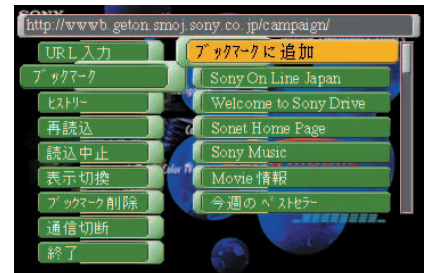 SONY
http://wwwb.geton.smoj.sony.co.jp/campaign/
URL入力
ブックマークに追加
ブックマーク
Sony On Line Japan
ヒストリー
Welcome to Sony Drive
再読込
Sonet Home Page
読込中止
Sony Music
表示切換
Movie 情報
ブックマーク削除
今週のベストセラー
通信切断
終了